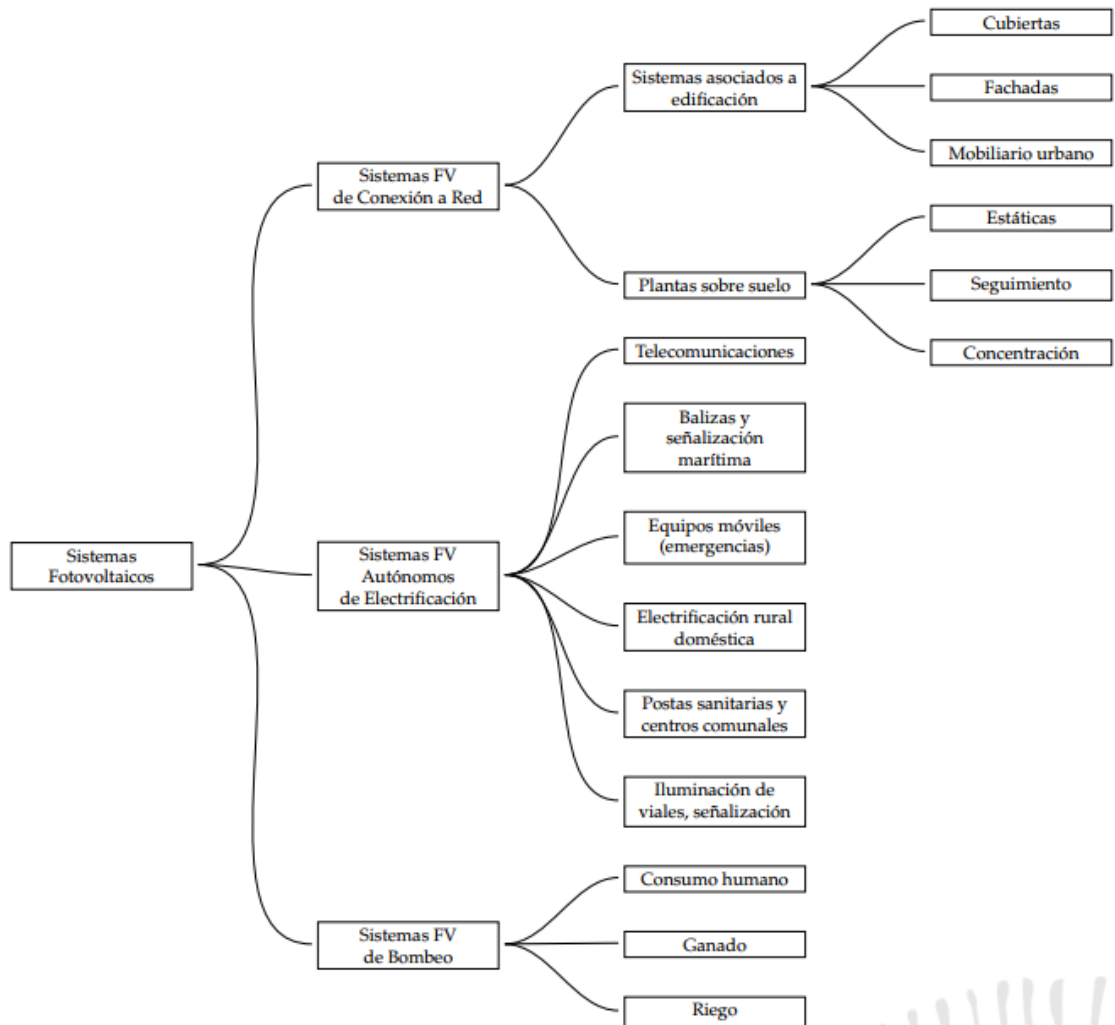 Sistemas
Fotovoltaicos
Sistemas FV
de Conexión a Red
Sistemas asociados a
edificación
Cubiertas
Fachadas
Mobiliario urbano
Plantas sobre suelo
Estáticas
Seguimiento
Concentración
Sistemas FV
Autónomos
de Electrificación
Telecomunicaciones
Balizas y
señalización
marítima
Equipos móviles
(emergencias)
Electrificación rural
doméstica
Postas sanitarias y
centros comunales
Iluminación de
viales, señalización
Sistemas FV
de Bombeo
Consumo humano
Ganado
Riego